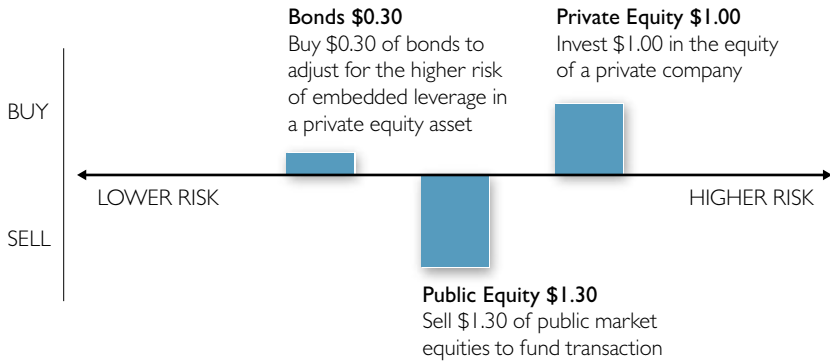 Bonds $0.30
Buy $0.30 of bonds to
adjust for the higher risk
of embedded leverage in
a private equity asset
Private Equity $1.00
Invest $1.00 in the equity
of a private company
BUY
LOWER RISK
HIGHER RISK
SELL
Public Equity $1.30
Sell $1.30 of public market
equities to fund transaction